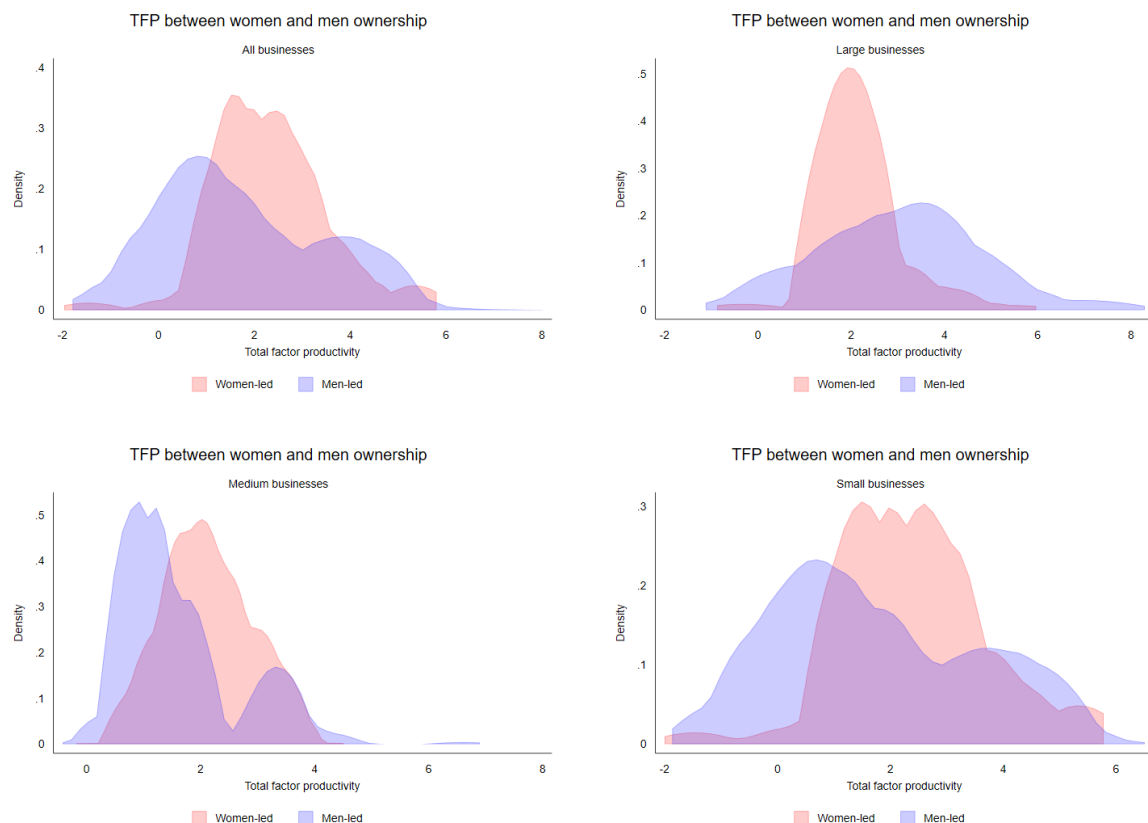 TFP between women and men ownership
All businesses
.4
.3
.2
.1
0
Density
-2 0 2 4 6 8
Total factor productivity
Women-led Men-led
TFP between women and men ownership
Large businesses
.5
.4
.3
.2
.1
0
Density
-2 0 2 4 6 8
Total factor productivity
Women-led Men-led
TFP between women and men ownership
Medium businesses
.5
.4
.3
.2
.1
0
Density
0 2 4 6 8
Total factor productivity
Women-led Men-led
TFP between women and men ownership
Small businesses
.3
.2
.1
0
Density
-2 0 2 4 6
Total factor productivity
Women-led Men-led